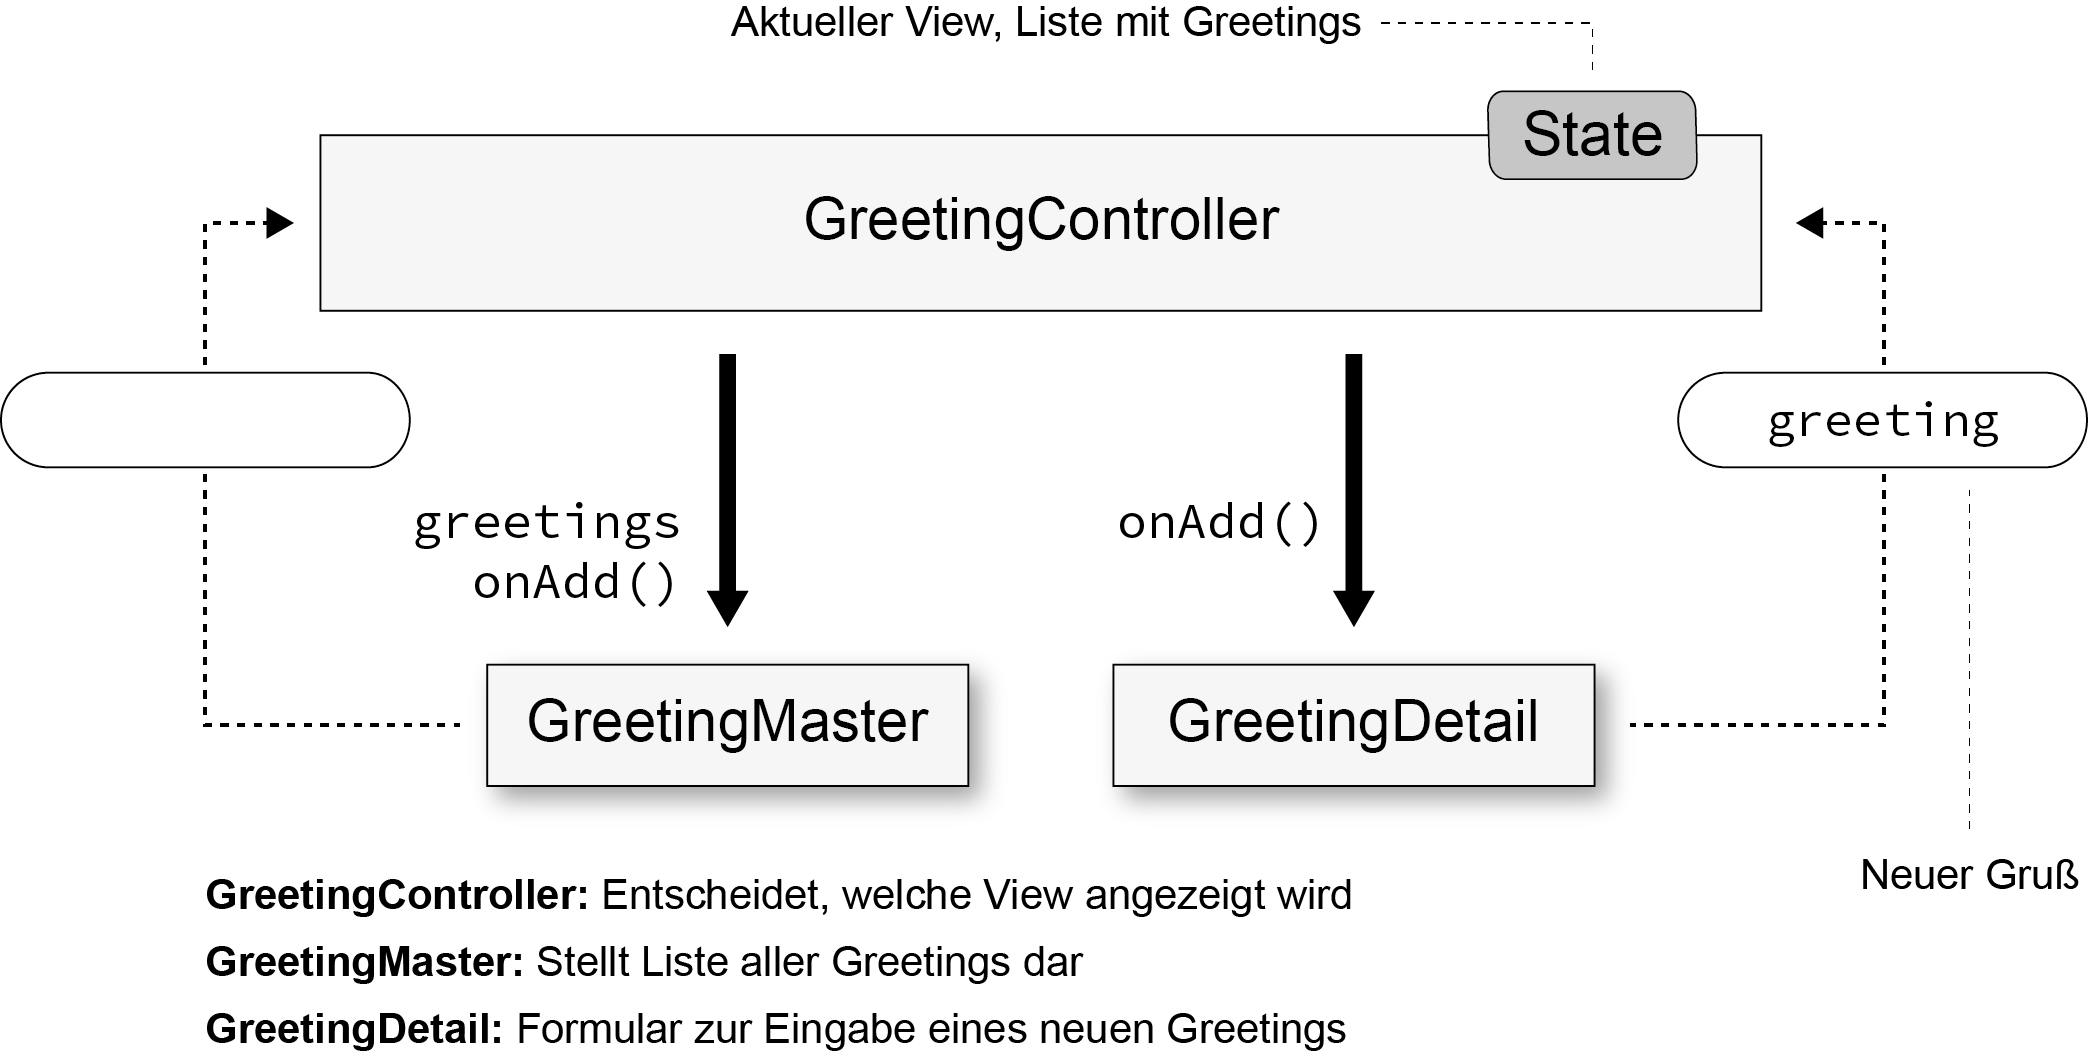 Aktueller View, Liste mit Greetings
State
GreetingController
greeting
greetings
onAdd()
onAdd()
GreetingMaster
GreetingDetail
Neuer Gruß
GreetingController: Entscheidet, welche View angezeigt wird
GreetingMaster: Stellt Liste aller Greetings dar
GreetingDetail: Formular zur Eingabe eines neuen Greetings